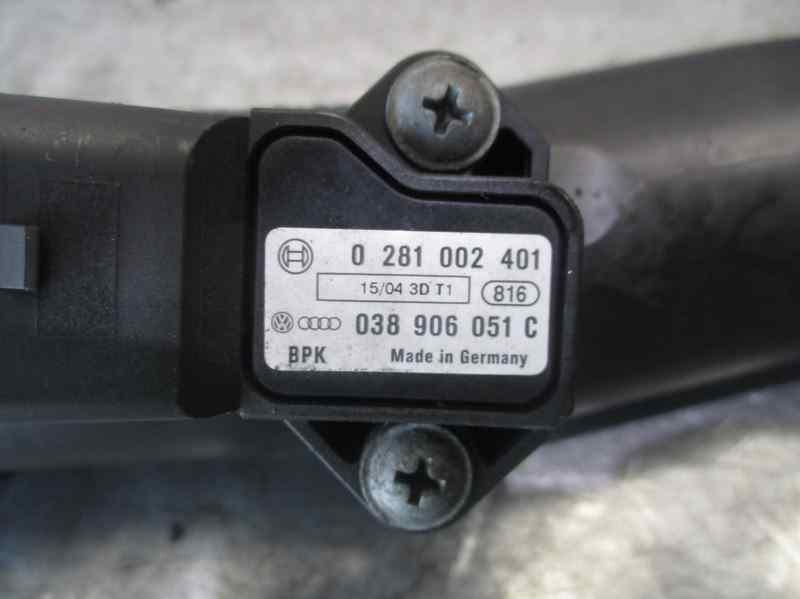 0 281 002 401
15/04 3D T1 816
038 906 051 C
BPK Made in Germany